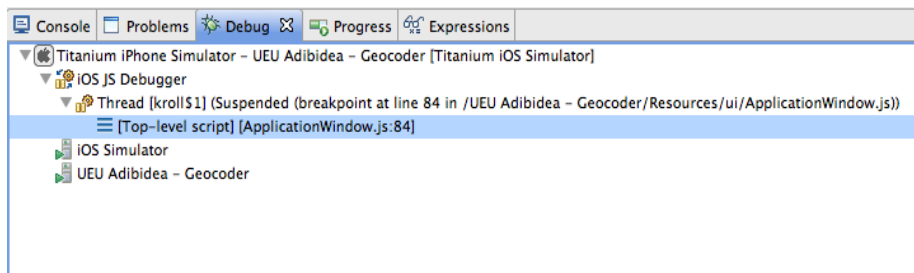 Console Problems Debug Progress Expressions
Titanium iPhone Simulator – UEU Adibidea – Geocoder [Titanium iOS Simulator]
iOS JS Debugger
Thread [kroll$1] (Suspended (breakpoint at line 84 in /UEU Adibidea – Geocoder/Resources/ui/ApplicationWindow.js))
[Top-level script] [ApplicationWindow.js:84]
iOS Simulator
UEU Adibidea – Geocoder